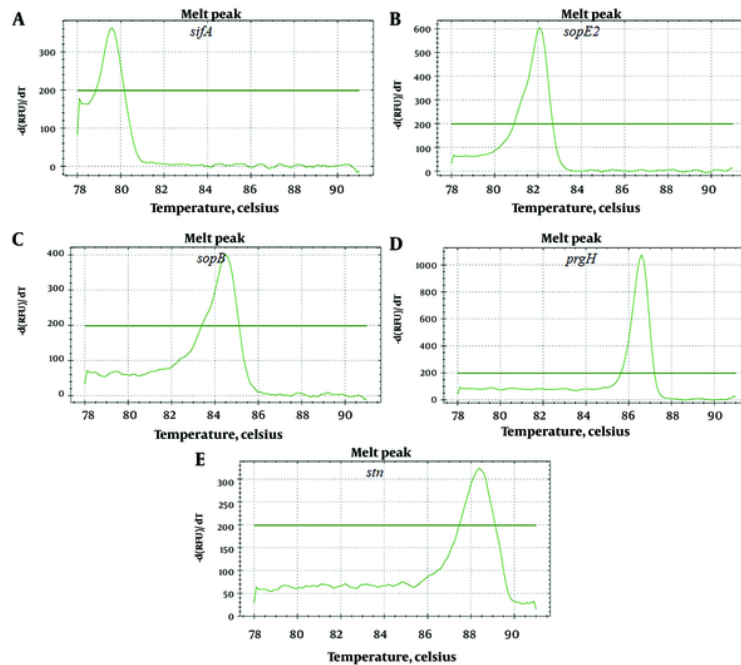 A
Melt peak
sifA
-d(RFU)/ dT
300
200
100
0
78 80 82 84 86 88 90
Temperature, celsius
B
Melt peak
sopE2
-d(RFU)/ dT
600
500
400
300
200
100
0
78 80 82 84 86 88 90
Temperature, celsius
C
Melt peak
sopB
-d(RFU)/ dT
400
300
200
100
0
78 80 82 84 86 88 90
Temperature, celsius
D
Melt peak
prgH
-d(RFU)/ dT
1000
800
600
400
200
0
78 80 82 84 86 88 90
Temperature, celsius
E
Melt peak
stn
-d(RFU)/ dT
300
250
200
150
100
50
0
78 80 82 84 86 88 90
Temperature, celsius